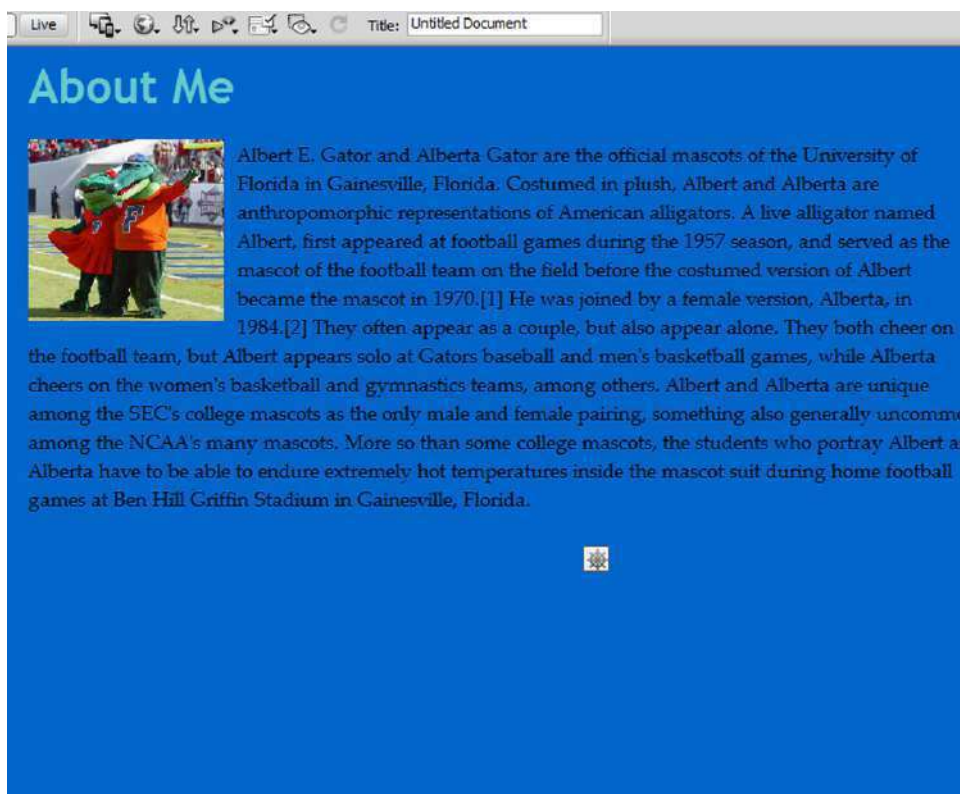 Live
Title: Untitled Document
About Me
Albert E. Gator and Alberta Gator are the official mascots of the University of
Florida in Gainesville, Florida. Costumed in plush, Albert and Alberta are
anthropomorphic representations of American alligators. A live alligator named
Albert, first appeared at football games during the 1957 season, and served as the
mascot of the football team on the field before the costumed version of Albert
became the mascot in 1970.[1] He was joined by a female version, Alberta, in
1984.[2] They often appear as a couple, but also appear alone. They both cheer on
the football team, but Albert appears solo at Gators baseball and men's basketball games, while Alberta
cheers on the women's basketball and gymnastics teams, among others. Albert and Alberta are unique
among the SEC's college mascots as the only male and female pairing, something also generally uncomm
among the NCAA's many mascots. More so than some college mascots, the students who portray Albert a
Alberta have to be able to endure extremely hot temperatures inside the mascot suit during home football
games at Ben Hill Griffin Stadium in Gainesville, Florida.